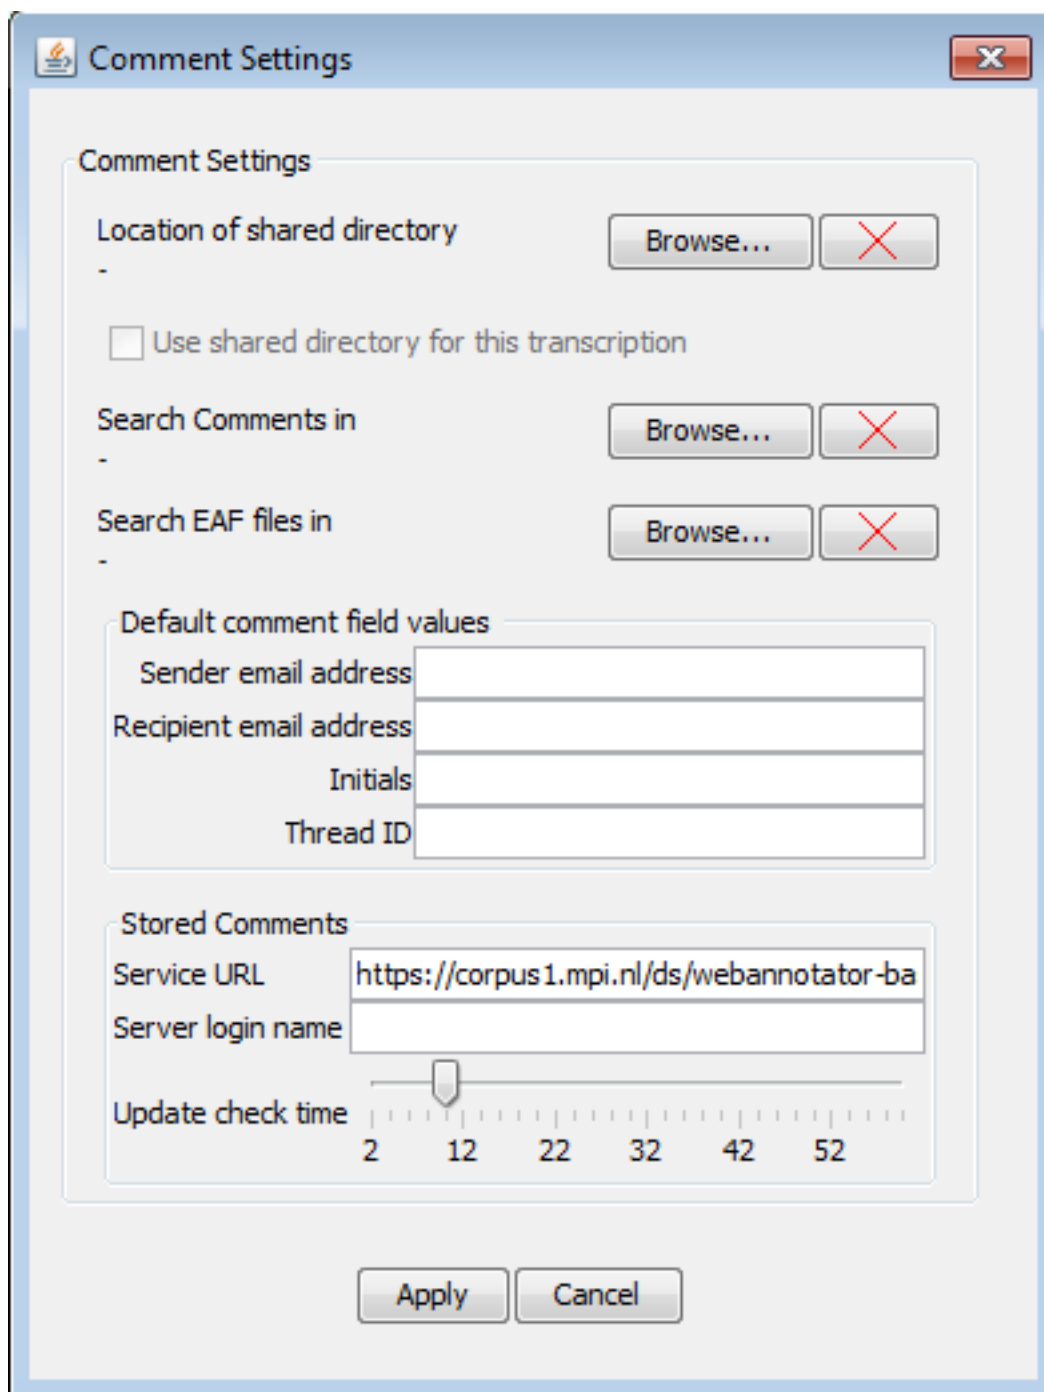 Comment Settings
Comment Settings
Location of shared directory Browse...
-
Use shared directory for this transcription
Search Comments in Browse...
-
Search EAF files in Browse...
-
Default comment field values
Sender email address
Recipient email address
Initials
Thread ID
Stored Comments
Service URL https://corpus1.mpi.nl/ds/webannotator-ba
Server login name
Update check time
2 12 22 32 42 52
Apply Cancel